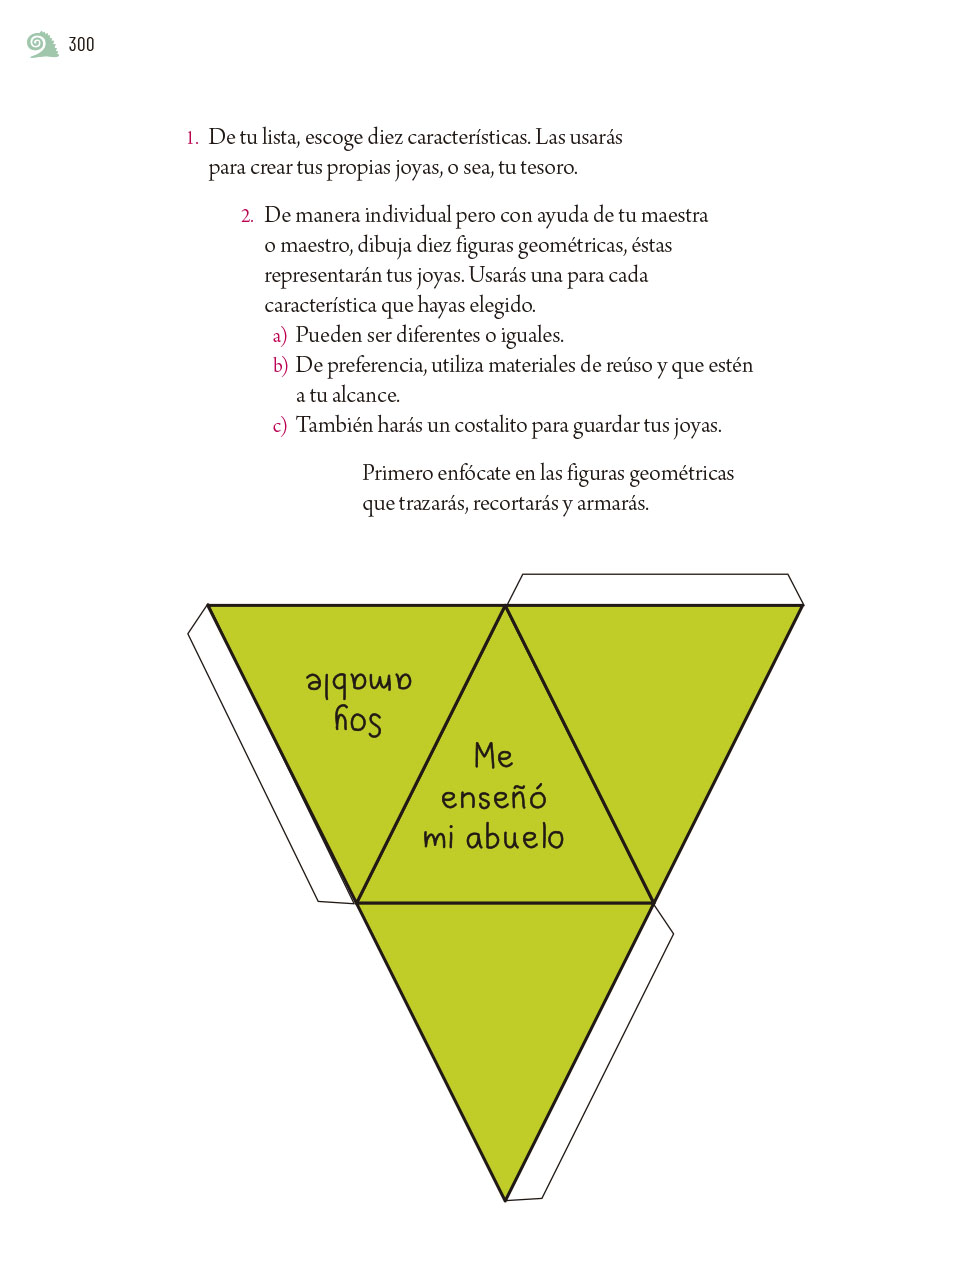 300
1. De tu lista, escoge diez características. Las usarás
para crear tus propias joyas, o sea, tu tesoro.
2. De manera individual pero con ayuda de tu maestra
o maestro, dibuja diez figuras geométricas, éstas
representarán tus joyas. Usarás una para cada
característica que hayas elegido.
a) Pueden ser diferentes o iguales.
b) De preferencia, utiliza materiales de reúso y que estén
a tu alcance.
c) También harás un costalito para guardar tus joyas.
Primero enfócate en las figuras geométricas
que trazarás, recortarás y armarás.
Soy
amable
Me
enseñó
mi abuelo